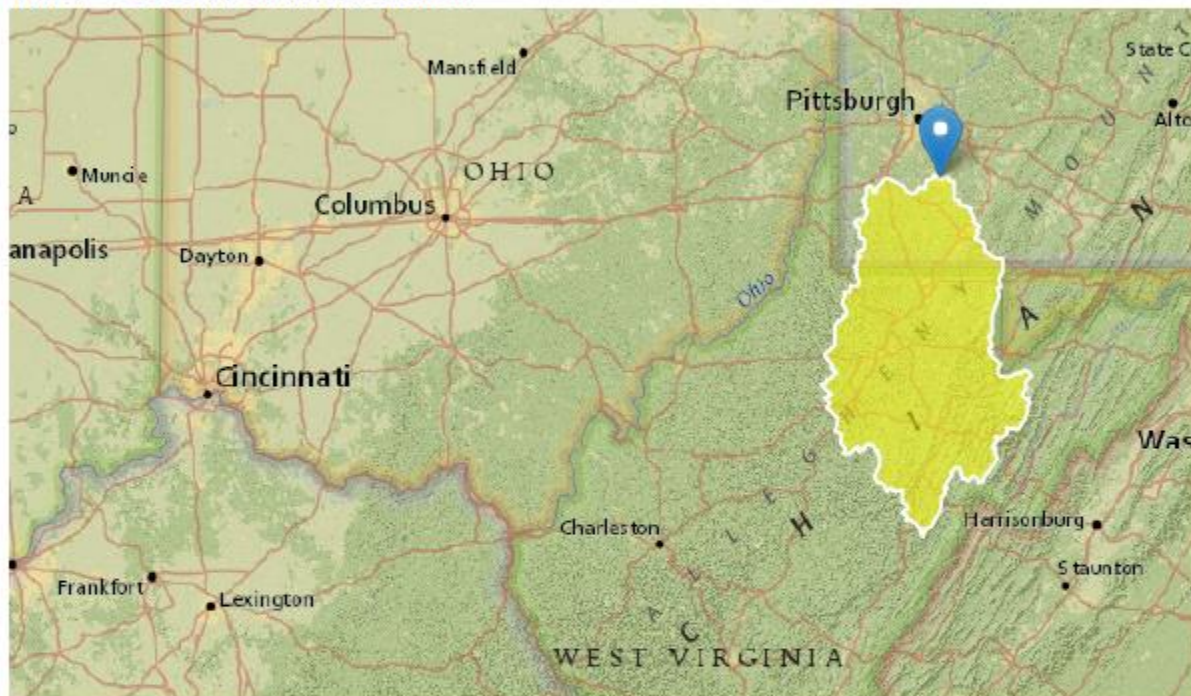 Mansfield
State C
Pittsburgh
Alto
Muncie
OHIO
A
Columbus
anapolis
Dayton
Ohio
Cincinnati
Was
Charleston
Harrisonburg
Staunton
Frankfort
Lexington
WEST VIRGINIA
A L L E G H E N Y
M O U N T
A
N
I
H
C